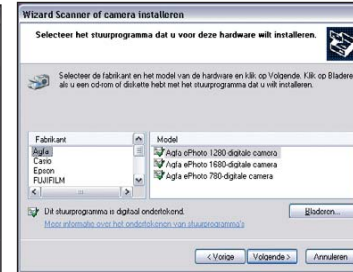 Wizard Scanner of camera installeren
Selecteer het stuurprogramma dat u voor deze hardware wilt installeren.
Selecteer de fabrikant en het model van de hardware en klik op Volgende. Klik op Bladeren
als u een cd-rom of diskette hebt met het stuurprogramma dat u wilt installeren.
Fabrikant
Agfa
Casio
Epson
FUJIFILM
Model
Agfa ePhoto 1280-digitale camera
Agfa ePhoto 1680-digitale camera
Agfa ePhoto 780-digitale camera
Dit stuurprogramma is digitaal ondertekend.
Bladeren...
Meer informatie over het ondertekenen van stuurprogramma's
< Vorige
Volgende >
Annuleren